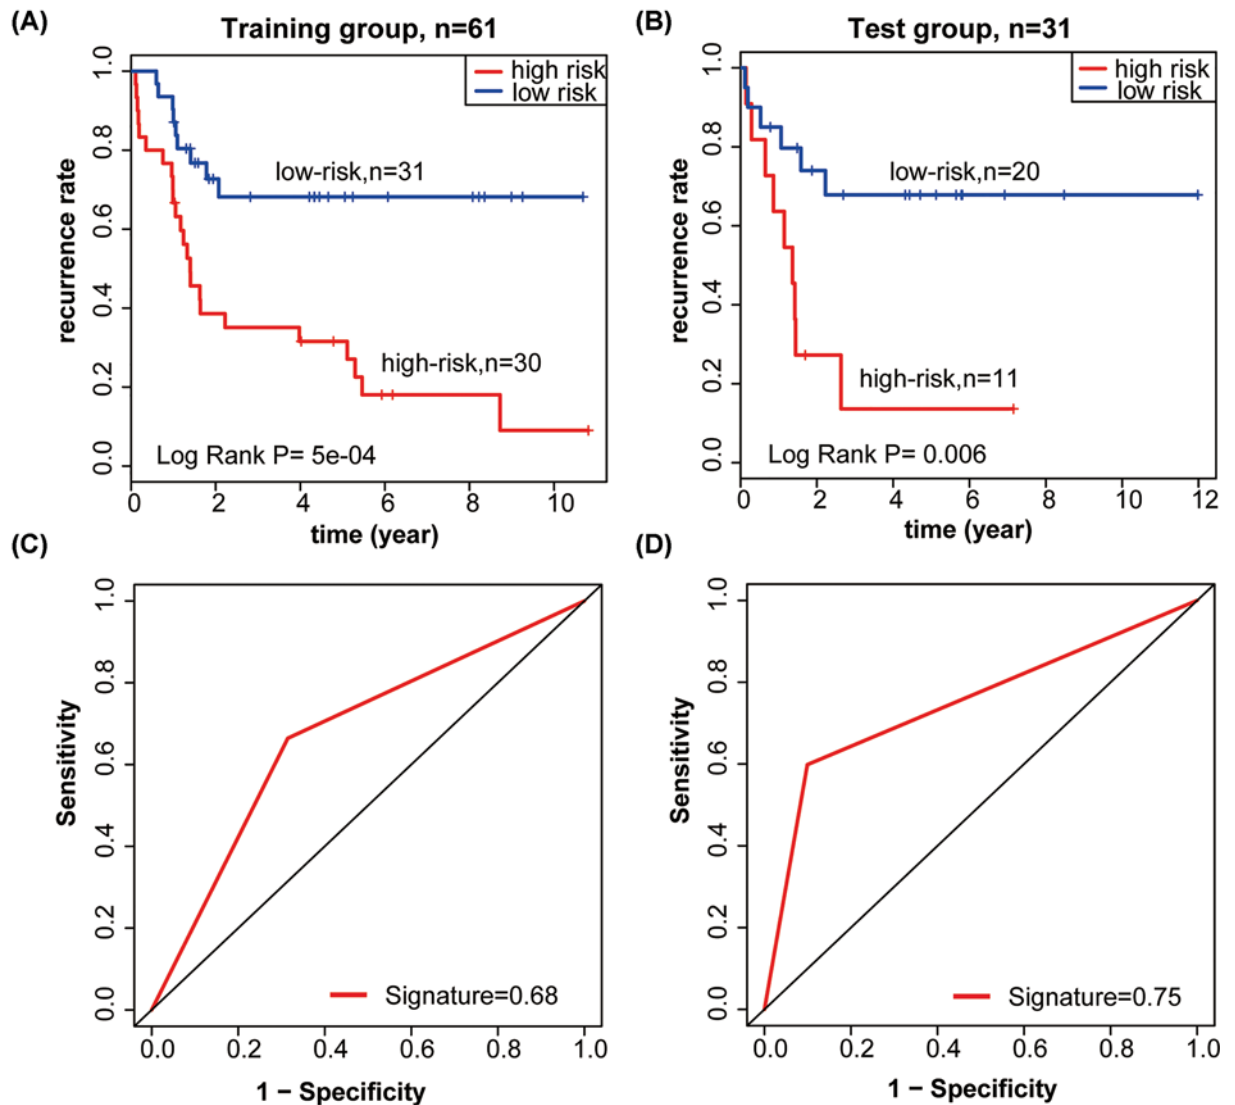 (A)
Training group, n=61
high risk
low risk
1.0
0.8
0.6
0.4
0.2
0.0
recurrence rate
low-risk,n=31
high-risk,n=30
Log Rank P= 5e-04
0 2 4 6 8 10
time (year)
(B)
Test group, n=31
high risk
low risk
1.0
0.8
0.6
0.4
0.2
0.0
recurrence rate
low-risk,n=20
high-risk,n=11
Log Rank P= 0.006
0 2 4 6 8 10 12
time (year)
(C)
1.0
0.8
0.6
0.4
0.2
0.0
Sensitivity
Signature=0.68
0.0 0.2 0.4 0.6 0.8 1.0
1 − Specificity
(D)
1.0
0.8
0.6
0.4
0.2
0.0
Sensitivity
Signature=0.75
0.0 0.2 0.4 0.6 0.8 1.0
1 − Specificity